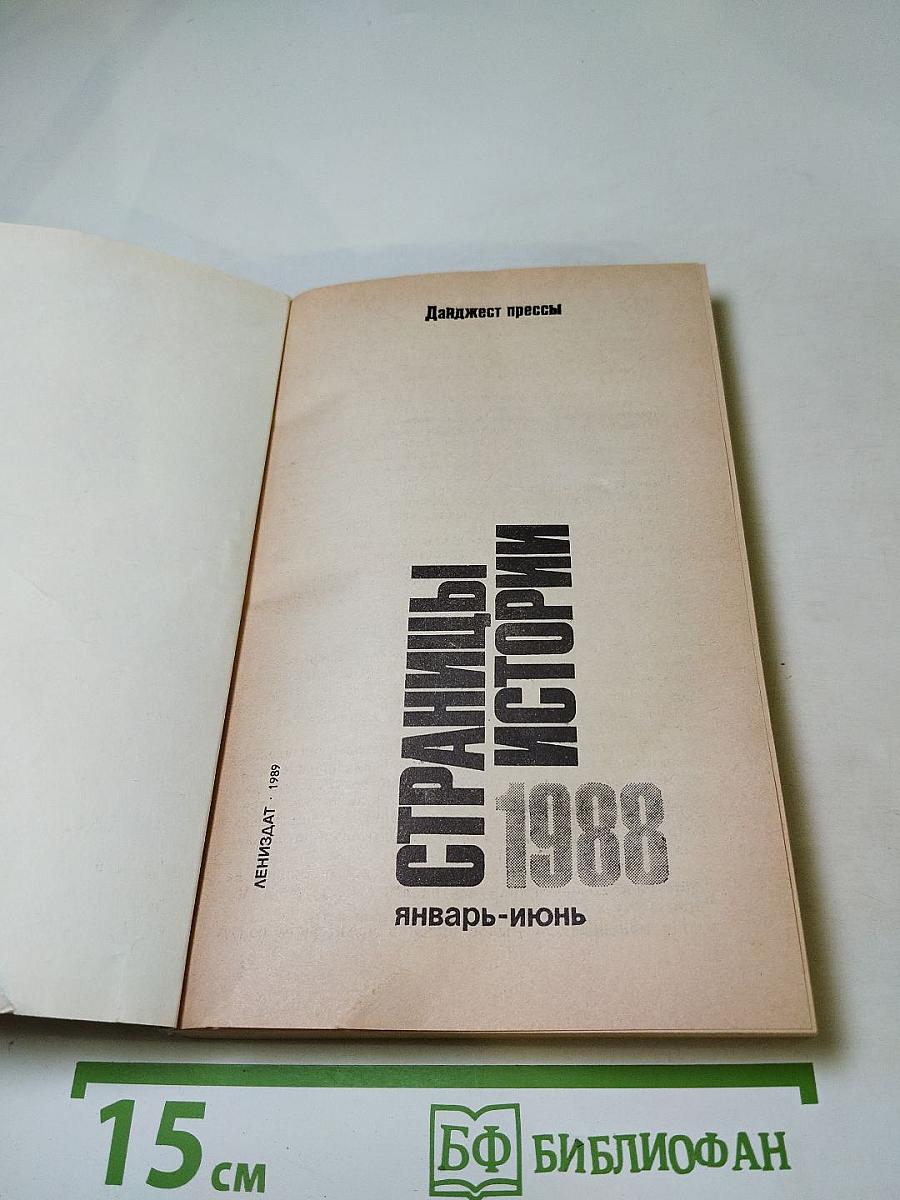 Дайджест прессы
СТРАНИЦЫ
ИСТОРИИ
1988
январь-июнь
ЛЕНИЗДАТ · 1989
15 см
БФ БИБЛИОФАН